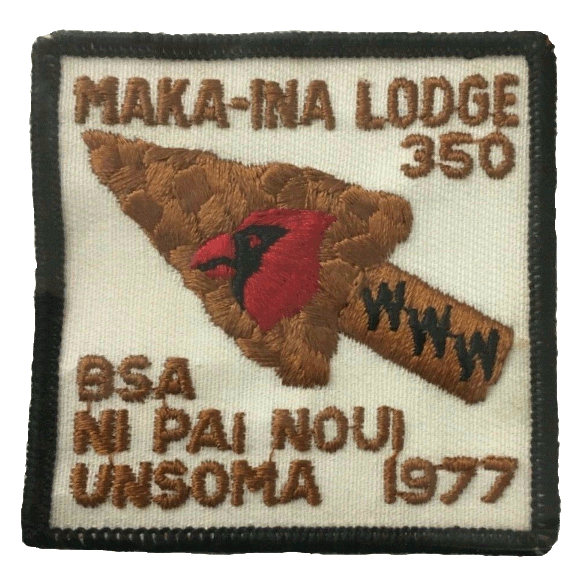 MAKA-INA LODGE
350
WWW
BSA
NI PAI NOUI
UNSOMA 1977